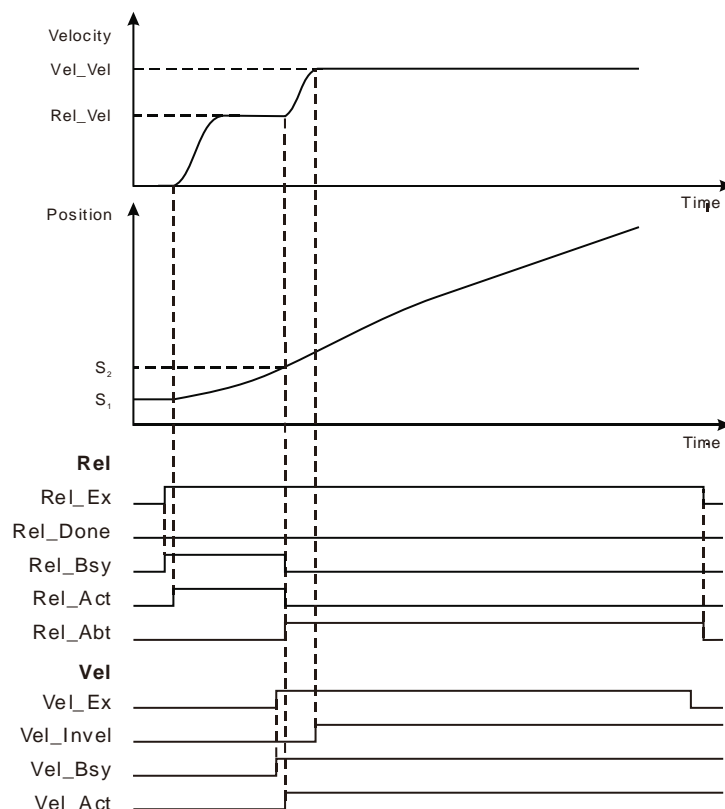 Velocity
Vel_Vel
Rel_Vel
Time
Position
S2
S1
Time
Rel
Rel_Ex
Rel_Done
Rel_Bsy
Rel_Act
Rel_Abt
Vel
Vel_Ex
Vel_Invel
Vel_Bsy
Vel_Act